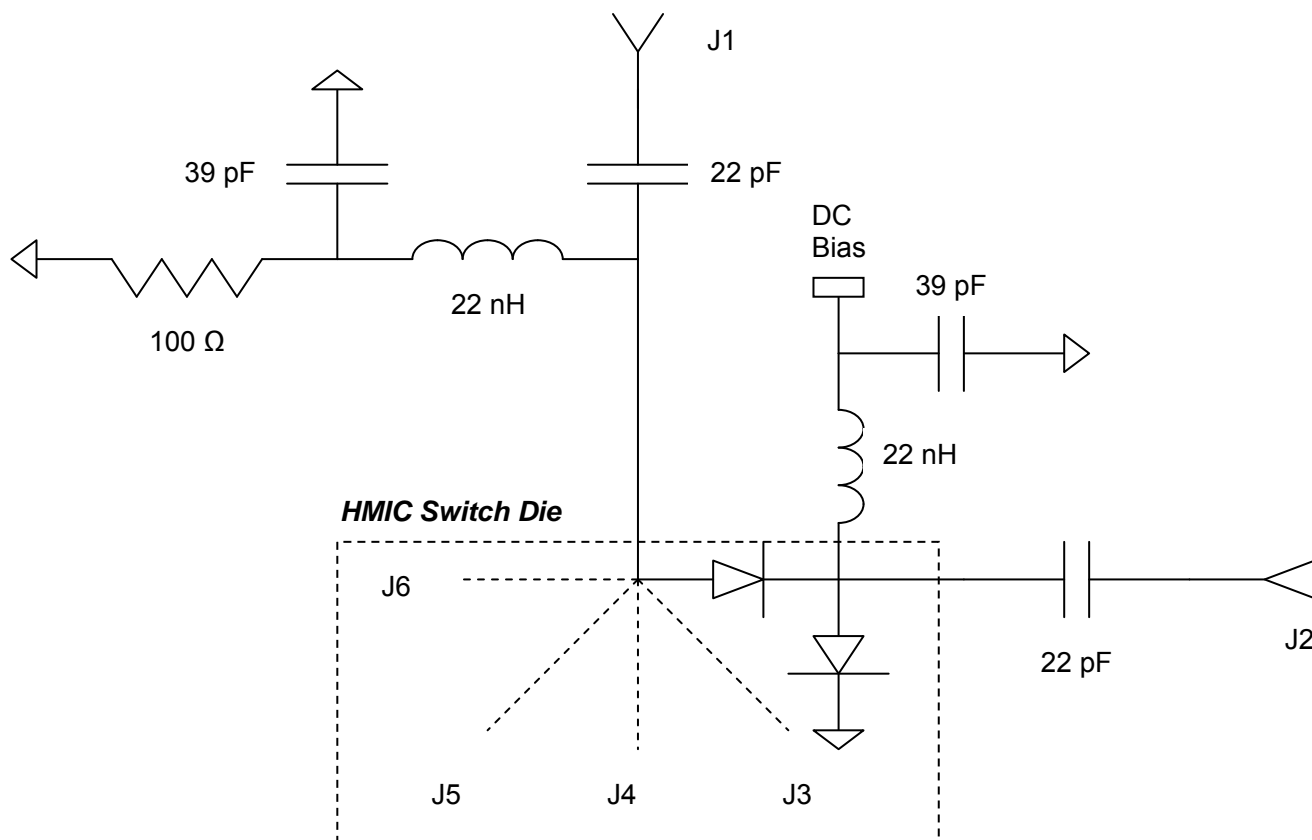 J1
39 pF
22 pF
DC
Bias
39 pF
22 nH
100 Ω
22 nH
HMIC Switch Die
J6
J2
22 pF
J5
J4
J3